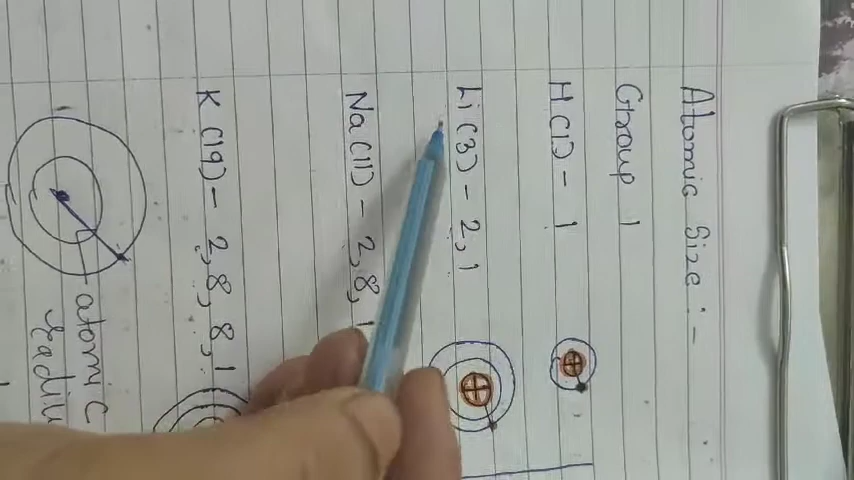 Atomic Size :-
Group 1
H(1) - 1
Li(3) - 2,1
Na(11) - 2,8,1
K(19) - 2,8,8,1
atomic